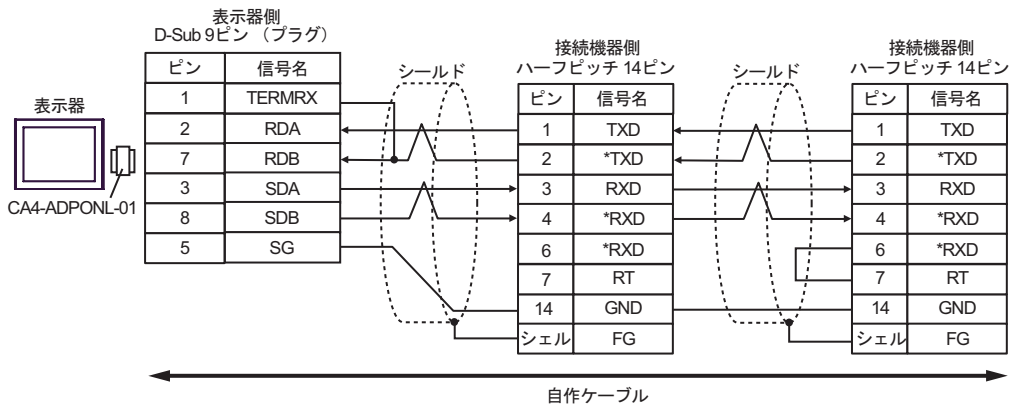 表示器側
D-Sub 9ピン （プラグ）
ピン 信号名
1 TERMRX
2 RDA
7 RDB
3 SDA
8 SDB
5 SG
表示器
CA4-ADPONL-01
シールド
接続機器側
ハーフピッチ 14ピン
ピン 信号名
1 TXD
2 *TXD
3 RXD
4 *RXD
6 *RXD
7 RT
14 GND
シェル FG
シールド
接続機器側
ハーフピッチ 14ピン
ピン 信号名
1 TXD
2 *TXD
3 RXD
4 *RXD
6 *RXD
7 RT
14 GND
シェル FG
自作ケーブル